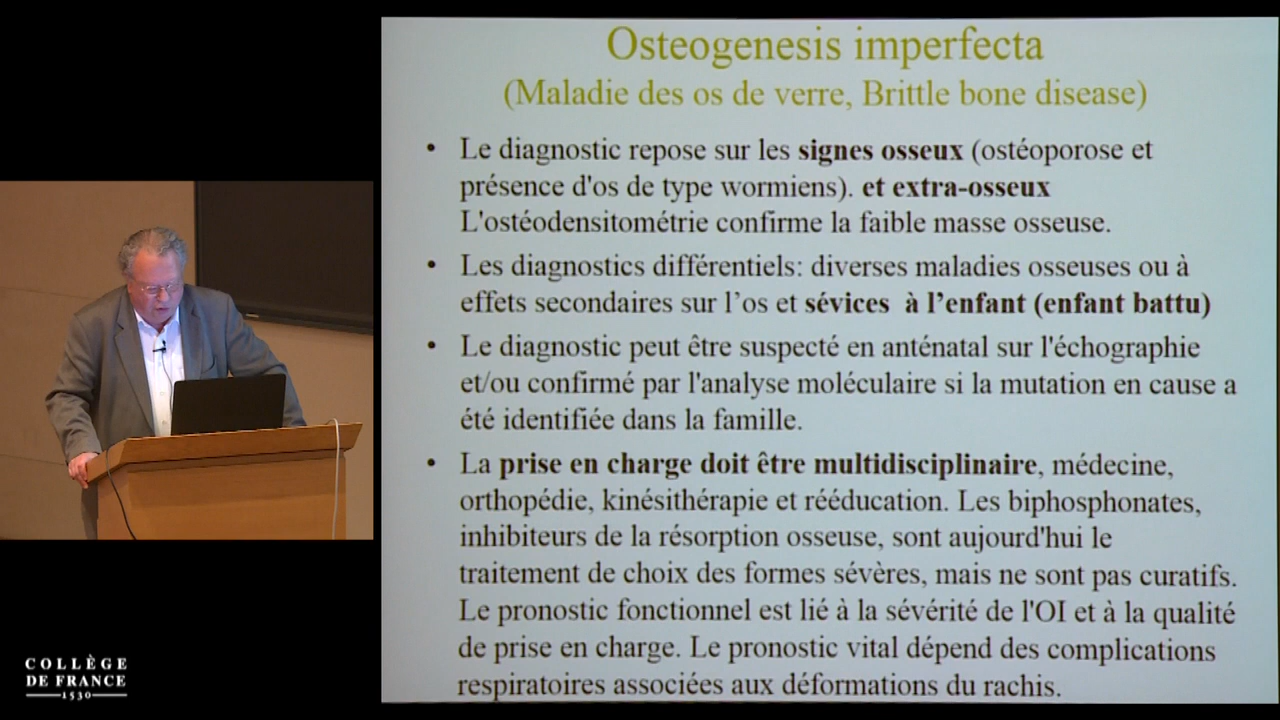 Osteogenesis imperfecta
(Maladie des os de verre, Brittle bone disease)
• Le diagnostic repose sur les signes osseux (ostéoporose et
présence d'os de type wormiens). et extra-osseux
L'ostéodensitométrie confirme la faible masse osseuse.
• Les diagnostics différentiels: diverses maladies osseuses ou à
effets secondaires sur l’os et sévices à l’enfant (enfant battu)
• Le diagnostic peut être suspecté en anténatal sur l'échographie
et/ou confirmé par l'analyse moléculaire si la mutation en cause a
été identifiée dans la famille.
• La prise en charge doit être multidisciplinaire, médecine,
orthopédie, kinésithérapie et rééducation. Les biphosphonates,
inhibiteurs de la résorption osseuse, sont aujourd'hui le
traitement de choix des formes sévères, mais ne sont pas curatifs.
Le pronostic fonctionnel est lié à la sévérité de l'OI et à la qualité
de prise en charge. Le pronostic vital dépend des complications
respiratoires associées aux déformations du rachis.
COLLÈGE
DE FRANCE
1530